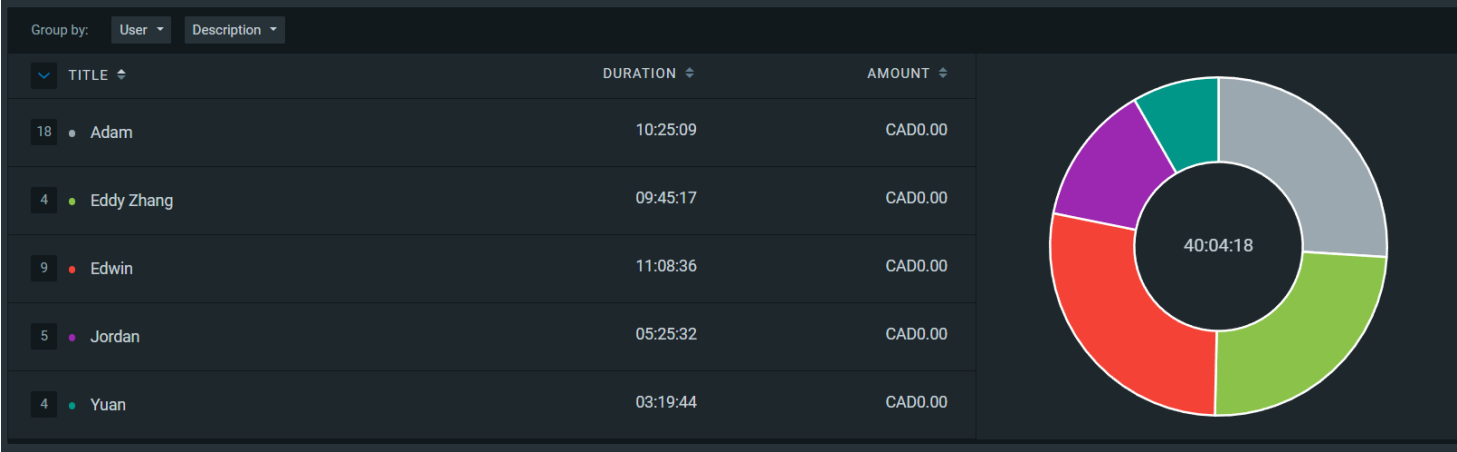 Group by: User Description
TITLE DURATION AMOUNT
18 Adam 10:25:09 CAD0.00
4 Eddy Zhang 09:45:17 CAD0.00
9 Edwin 11:08:36 CAD0.00
5 Jordan 05:25:32 CAD0.00
4 Yuan 03:19:44 CAD0.00
40:04:18